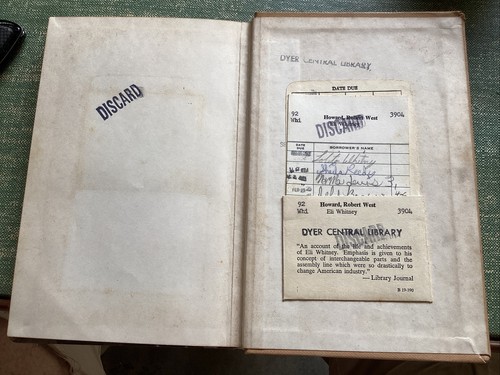 DISCARD
DYER CENTRAL LIBRARY
DATE DUE
92 Howard, Robert West 3904
Whi
DISCARD
DATE DUE BORROWER'S NAME
92 Howard, Robert West
Whi Eli Whitney 3904
DYER CENTRAL LIBRARY
DISCARD
"An account of the life and achievements
of Eli Whitney. Emphasis is given to his
concept of interchangeable parts and the
assembly line which were so drastically to
change American industry."
— Library Journal